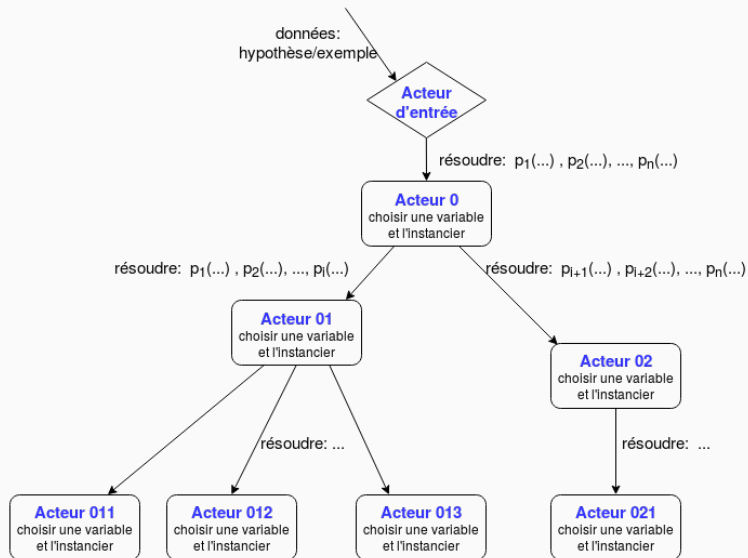 données:
hypothèse/exemple
Acteur
d'entrée
résoudre: p1(...) , p2(...), ..., pn(...)
Acteur 0
choisir une variable
et l'instancier
résoudre: p1(...) , p2(...), ..., pi(...)
résoudre: pi+1(...) , pi+2(...), ..., pn(...)
Acteur 01
choisir une variable
et l'instancier
Acteur 02
choisir une variable
et l'instancier
résoudre: ...
résoudre: ...
Acteur 011
choisir une variable
et l'instancier
Acteur 012
choisir une variable
et l'instancier
Acteur 013
choisir une variable
et l'instancier
Acteur 021
choisir une variable
et l'instancier